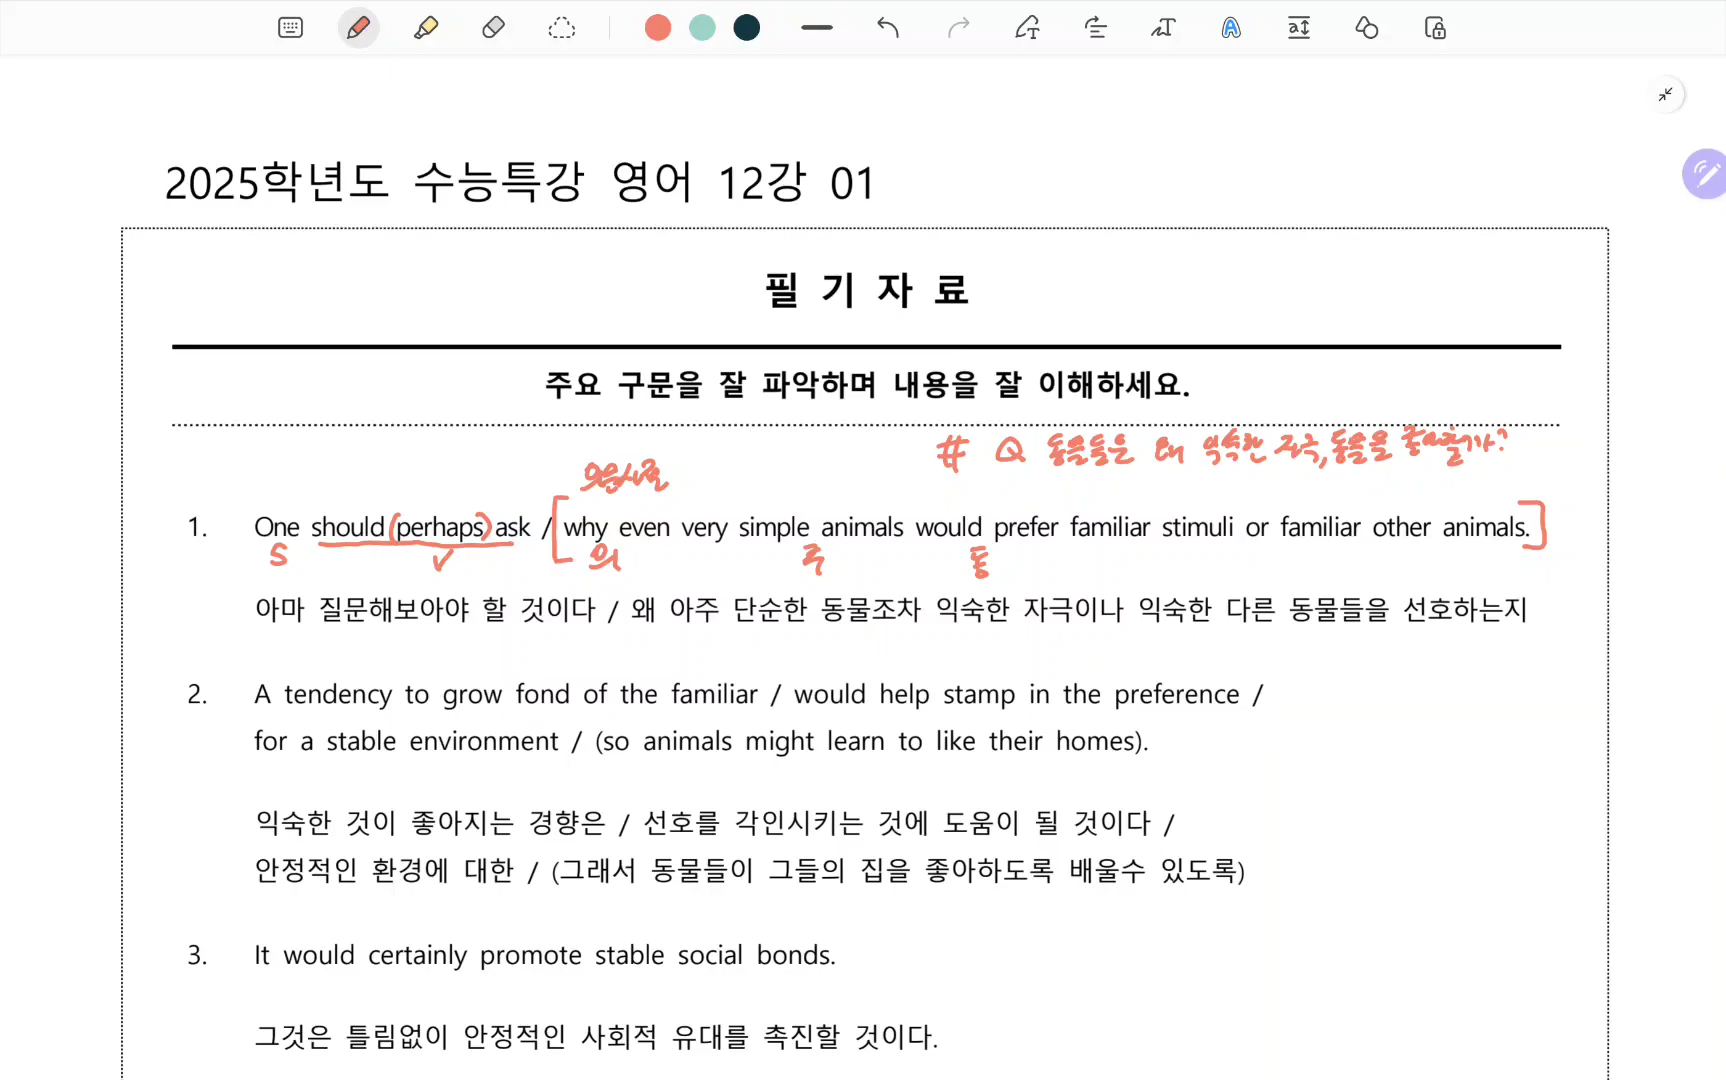 2025학년도 수능특강 영어 12강 01
필 기 자 료
주요 구문을 잘 파악하며 내용을 잘 이해하세요.
# Q 동물들은 왜 익숙한 자극, 동물을 좋아할까?
의문사절
1. One should (perhaps) ask / [why even very simple animals would prefer familiar stimuli or familiar other animals.]
S V 의 주 동
아마 질문해보아야 할 것이다 / 왜 아주 단순한 동물조차 익숙한 자극이나 익숙한 다른 동물들을 선호하는지
2. A tendency to grow fond of the familiar / would help stamp in the preference /
for a stable environment / (so animals might learn to like their homes).
익숙한 것이 좋아지는 경향은 / 선호를 각인시키는 것에 도움이 될 것이다 /
안정적인 환경에 대한 / (그래서 동물들이 그들의 집을 좋아하도록 배울수 있도록)
3. It would certainly promote stable social bonds.
그것은 틀림없이 안정적인 사회적 유대를 촉진할 것이다.